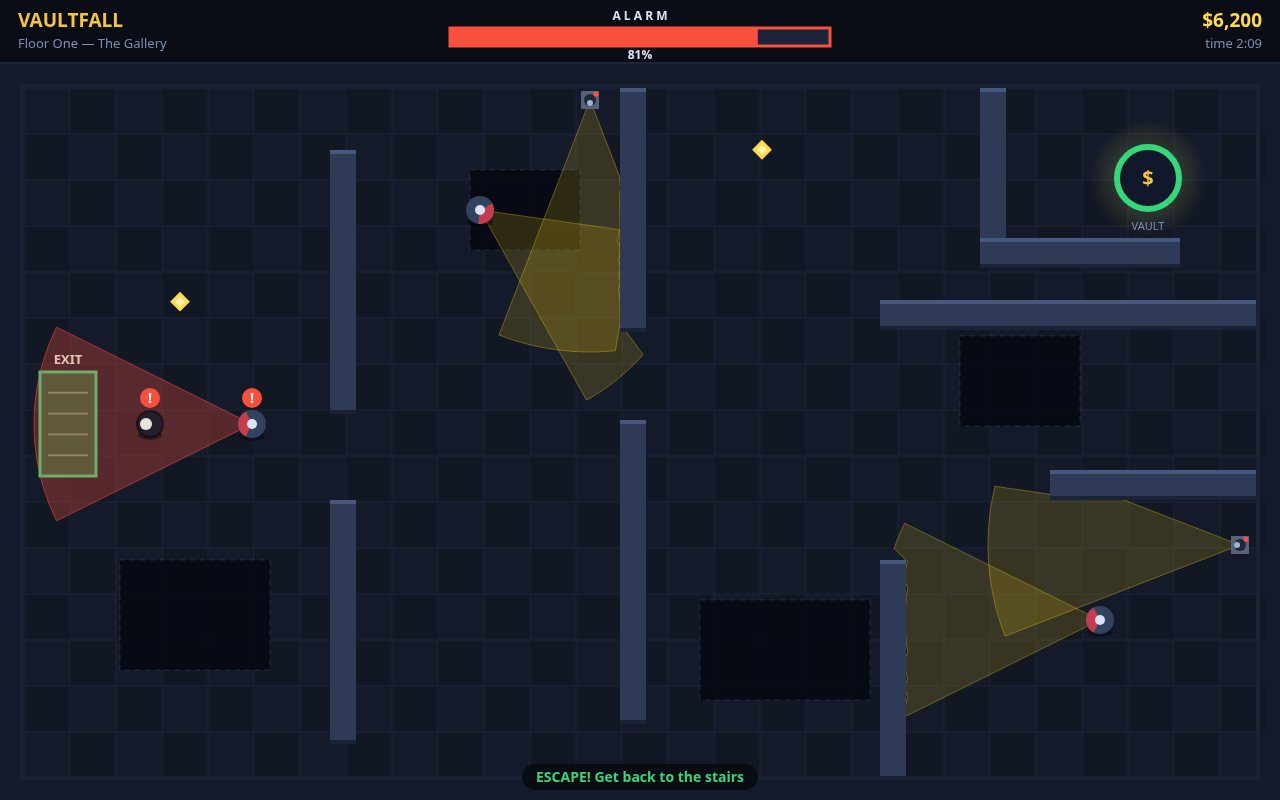 VAULTFALL
Floor One — The Gallery
ALARM
81%
$6,200
time 2:09
$
VAULT
EXIT
!
!
ESCAPE! Get back to the stairs